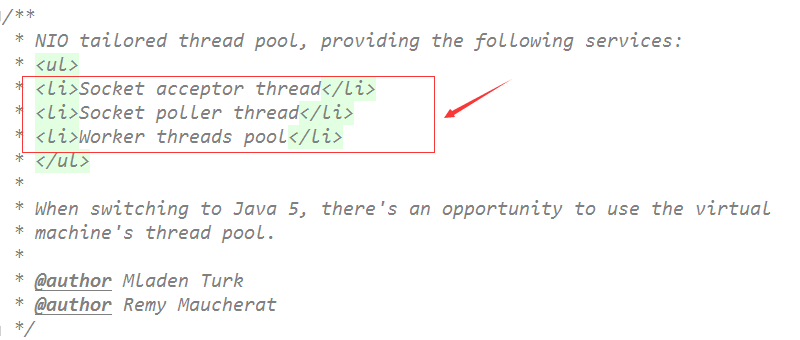 /**
* NIO tailored thread pool, providing the following services:
* <ul>
* <li>Socket acceptor thread</li>
* <li>Socket poller thread</li>
* <li>Worker threads pool</li>
* </ul>
*
* When switching to Java 5, there's an opportunity to use the virtual
* machine's thread pool.
*
* @author Mladen Turk
* @author Remy Maucherat
*/